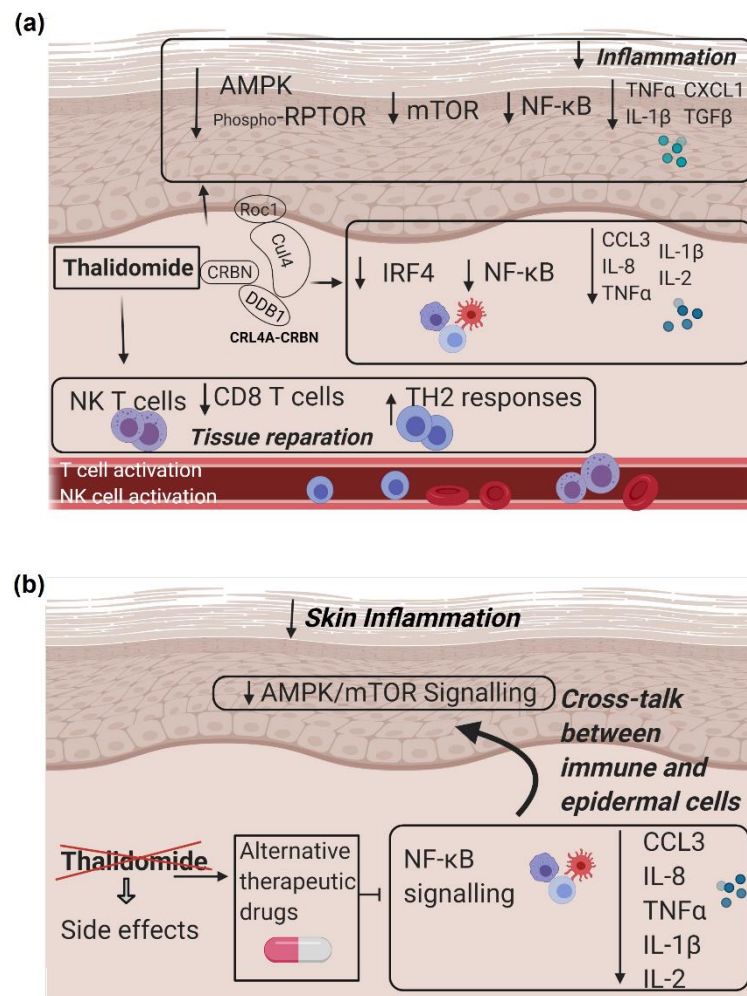 (a)
Inflammation
AMPK
Phospho-RPTOR
mTOR
NF-κB
TNFα CXCL1
IL-1β TGFβ
Roc1
Cul4
Thalidomide
CRBN
DDB1
CRL4A-CRBN
IRF4
NF-κB
CCL3
IL-8
TNFα
IL-1β
IL-2
NK T cells
CD8 T cells
TH2 responses
Tissue reparation
T cell activation
NK cell activation
(b)
Skin Inflammation
AMPK/mTOR Signalling
Cross-talk
between
immune and
epidermal cells
Thalidomide
Side effects
Alternative
therapeutic
drugs
NF-κB
signalling
CCL3
IL-8
TNFα
IL-1β
IL-2